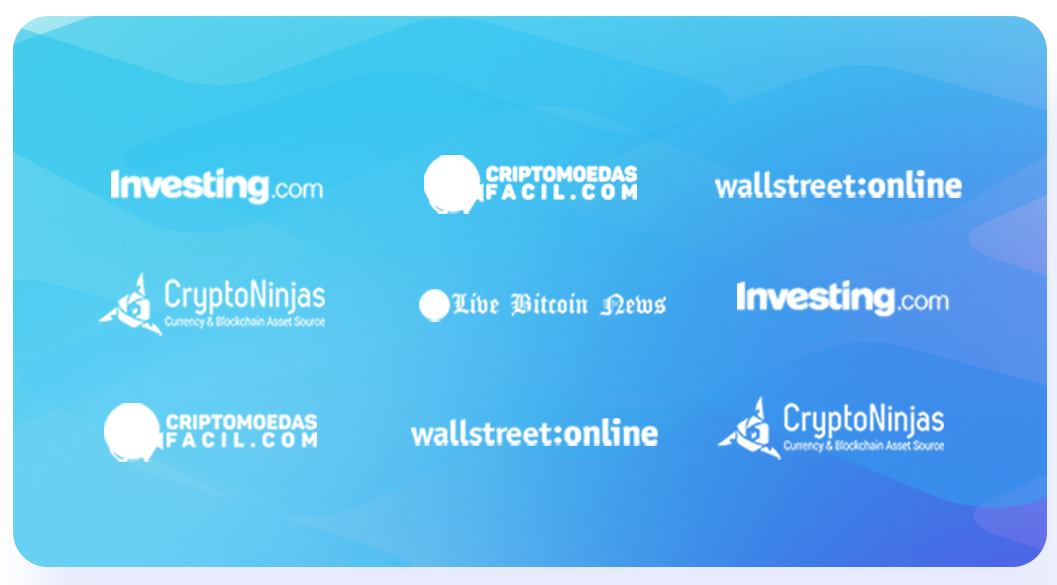 Investing.com
CRIPTOMOEDAS
FACIL.COM
wallstreet:online
CryptoNinjas
Currency & Blockchain Asset Source
Live Bitcoin News
Investing.com
CRIPTOMOEDAS
FACIL.COM
wallstreet:online
CryptoNinjas
Currency & Blockchain Asset Source